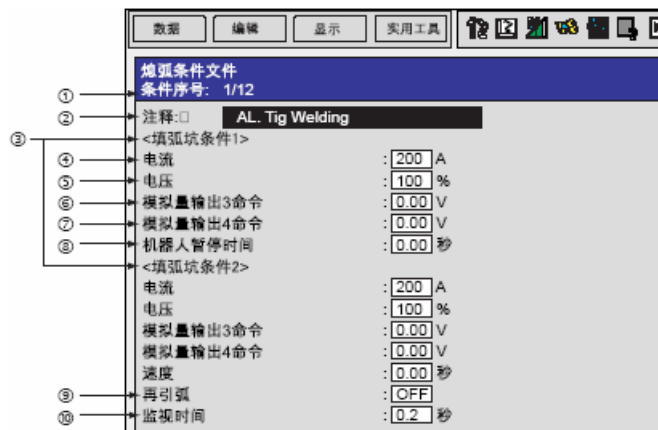 数据 编辑 显示 实用工具
熄弧条件文件
① 条件序号: 1/12
② 注释:□ AL. Tig Welding
③ <填弧坑条件1>
④ 电流 : 200 A
⑤ 电压 : 100 %
⑥ 模拟量输出3命令 : 0.00 V
⑦ 模拟量输出4命令 : 0.00 V
⑧ 机器人暂停时间 : 0.00 秒
<填弧坑条件2>
电流 : 200 A
电压 : 100 %
模拟量输出3命令 : 0.00 V
模拟量输出4命令 : 0.00 V
速度 : 0.00 秒
⑨ 再引弧 : OFF
⑩ 监视时间 : 0.2 秒